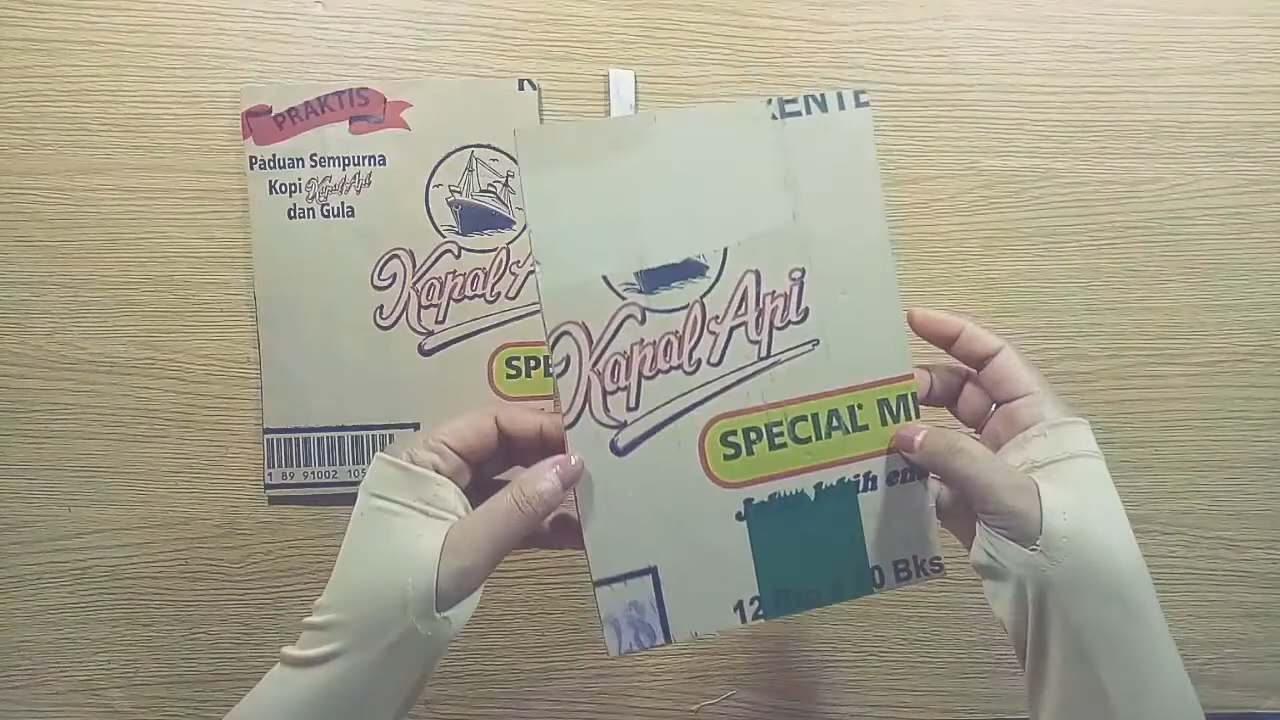 PRAKTIS
Paduan Sempurna
Kopi Kapal Api
dan Gula
Kapal A
SPE
1 89 91002 105
KENTE
Kapal Api
SPECIAL MI
12
0 Bks